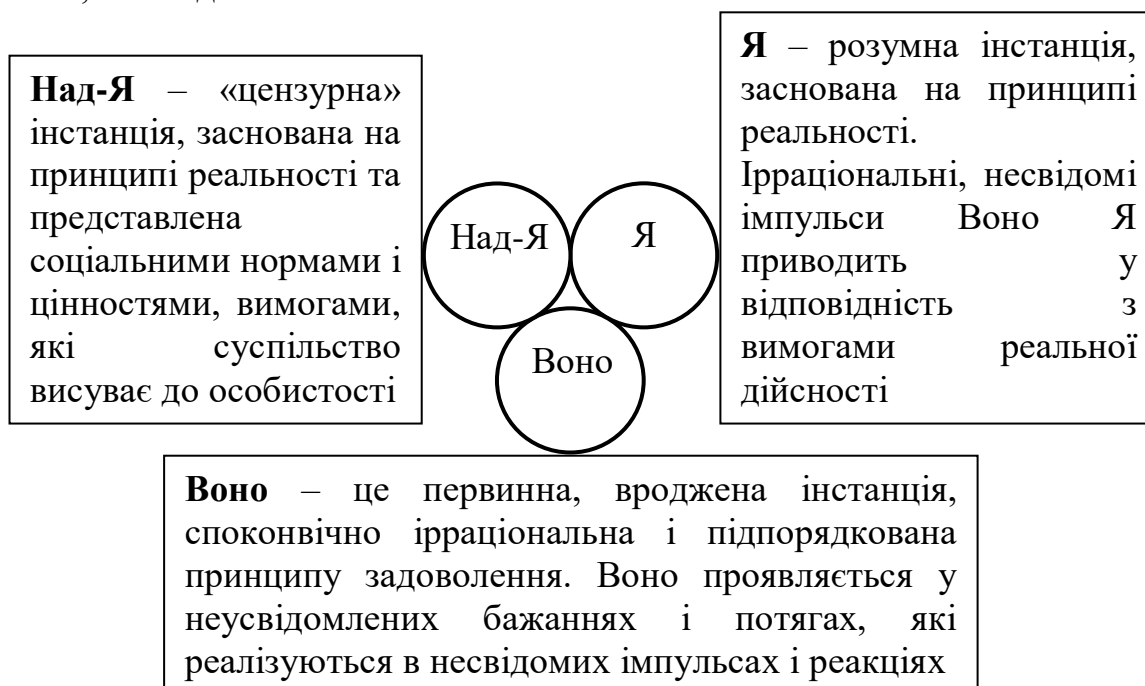 Над-Я – «цензурна»
інстанція, заснована на
принципі реальності та
представлена
соціальними нормами і
цінностями, вимогами,
які суспільство
висуває до особистості
Я – розумна інстанція,
заснована на принципі
реальності.
Ірраціональні, несвідомі
імпульси Воно Я
приводить у
відповідність з
вимогами реальної
дійсності
Над-Я
Я
Воно
Воно – це первинна, вроджена інстанція,
споконвічно ірраціональна і підпорядкована
принципу задоволення. Воно проявляється у
неусвідомлених бажаннях і потягах, які
реалізуються в несвідомих імпульсах і реакціях